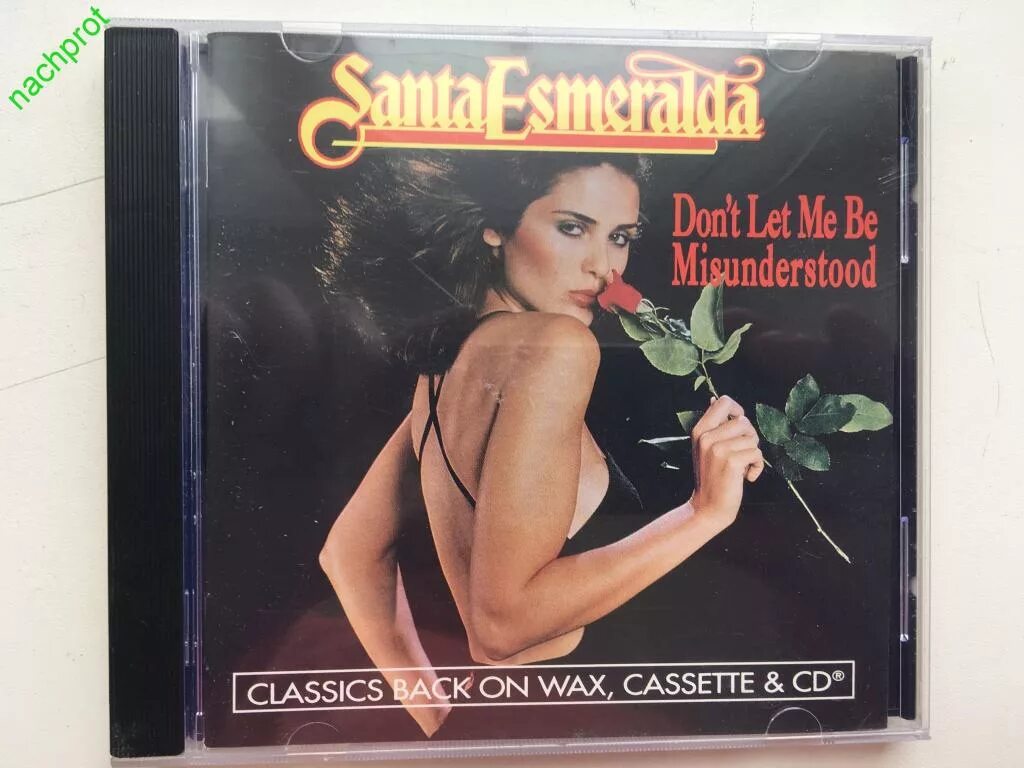 nachprot
Santa Esmeralda
Don't Let Me Be
Misunderstood
CLASSICS BACK ON WAX, CASSETTE & CD®